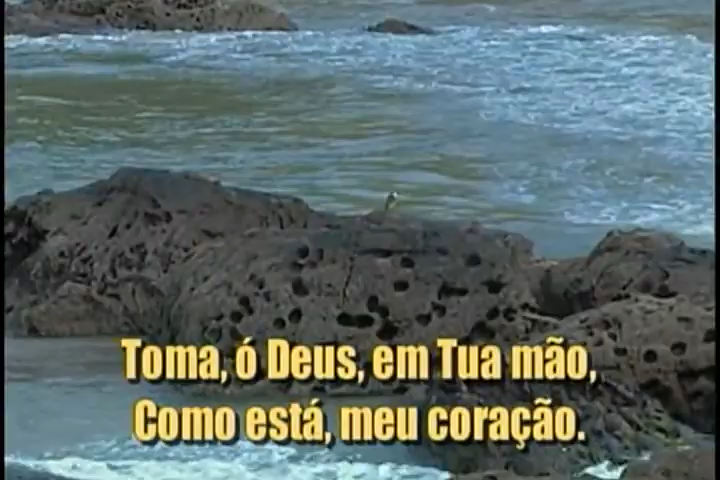 Toma, ó Deus, em Tua mão,
Como está, meu coração.